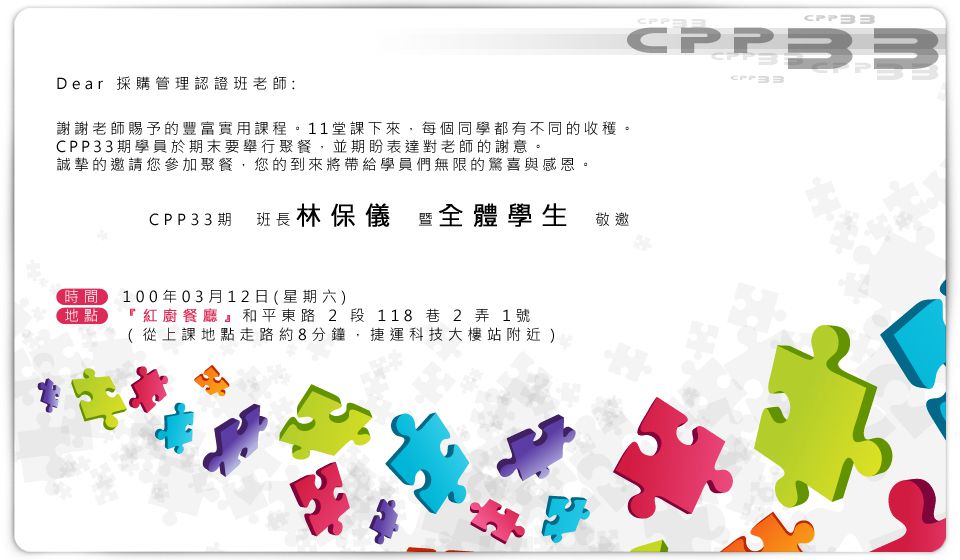 CPP33
CPP33
CPP33
CPP33
CPP33
CPP33
Dear 採購管理認證班老師:
謝謝老師賜予的豐富實用課程。11堂課下來，每個同學都有不同的收穫。
CPP33期學員於期末要舉行聚餐，並期盼表達對老師的謝意。
誠摯的邀請您參加聚餐，您的到來將帶給學員們無限的驚喜與感恩。
CPP33期 班長 林保儀 暨 全體學生 敬邀
時間 100年03月12日(星期六)
地點 『紅廚餐廳』和平東路 2 段 118 巷 2 弄 1號
(從上課地點走路約8分鐘，捷運科技大樓站附近)